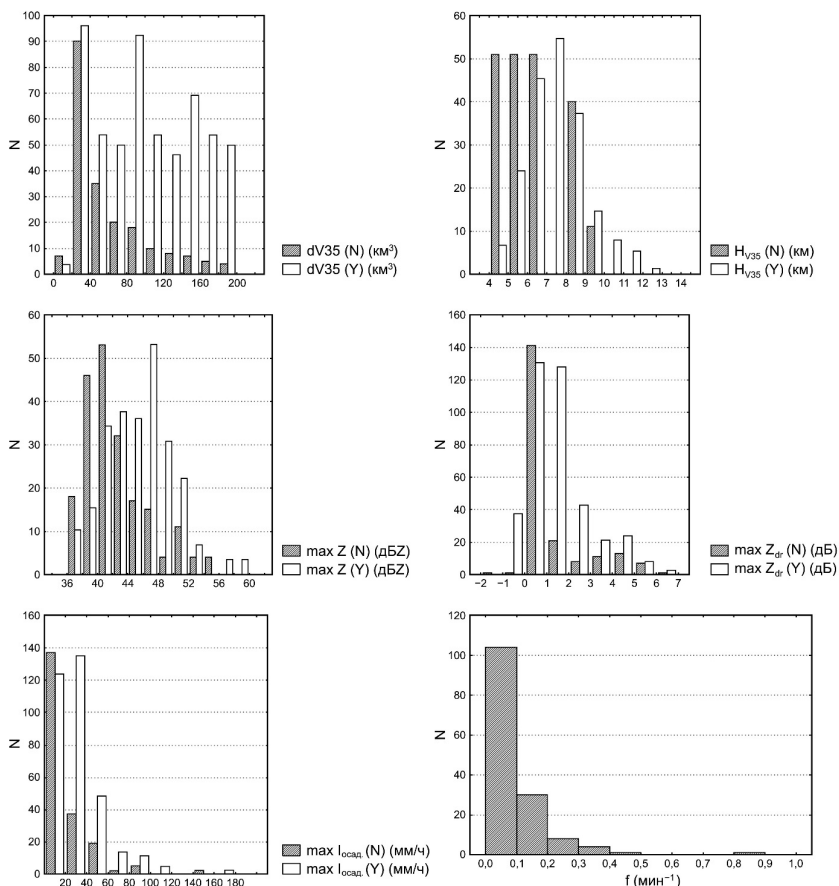 100
90
80
70
60
50
40
30
20
10
0
N
0 40 80 120 160 200
dV35 (N) (км³)
dV35 (Y) (км³)
60
50
40
30
20
10
0
N
4 5 6 7 8 9 10 11 12 13 14
H_V35 (N) (км)
H_V35 (Y) (км)
60
50
40
30
20
10
0
N
36 40 44 48 52 56 60
max Z (N) (дБZ)
max Z (Y) (дБZ)
160
140
120
100
80
60
40
20
0
N
−2 −1 0 1 2 3 4 5 6 7
max Z_dr (N) (дБ)
max Z_dr (Y) (дБ)
160
140
120
100
80
60
40
20
0
N
20 40 60 80 100 120 140 160 180
max I_осад. (N) (мм/ч)
max I_осад. (Y) (мм/ч)
120
100
80
60
40
20
0
N
0,0 0,1 0,2 0,3 0,4 0,5 0,6 0,7 0,8 0,9 1,0
f (мин⁻¹)